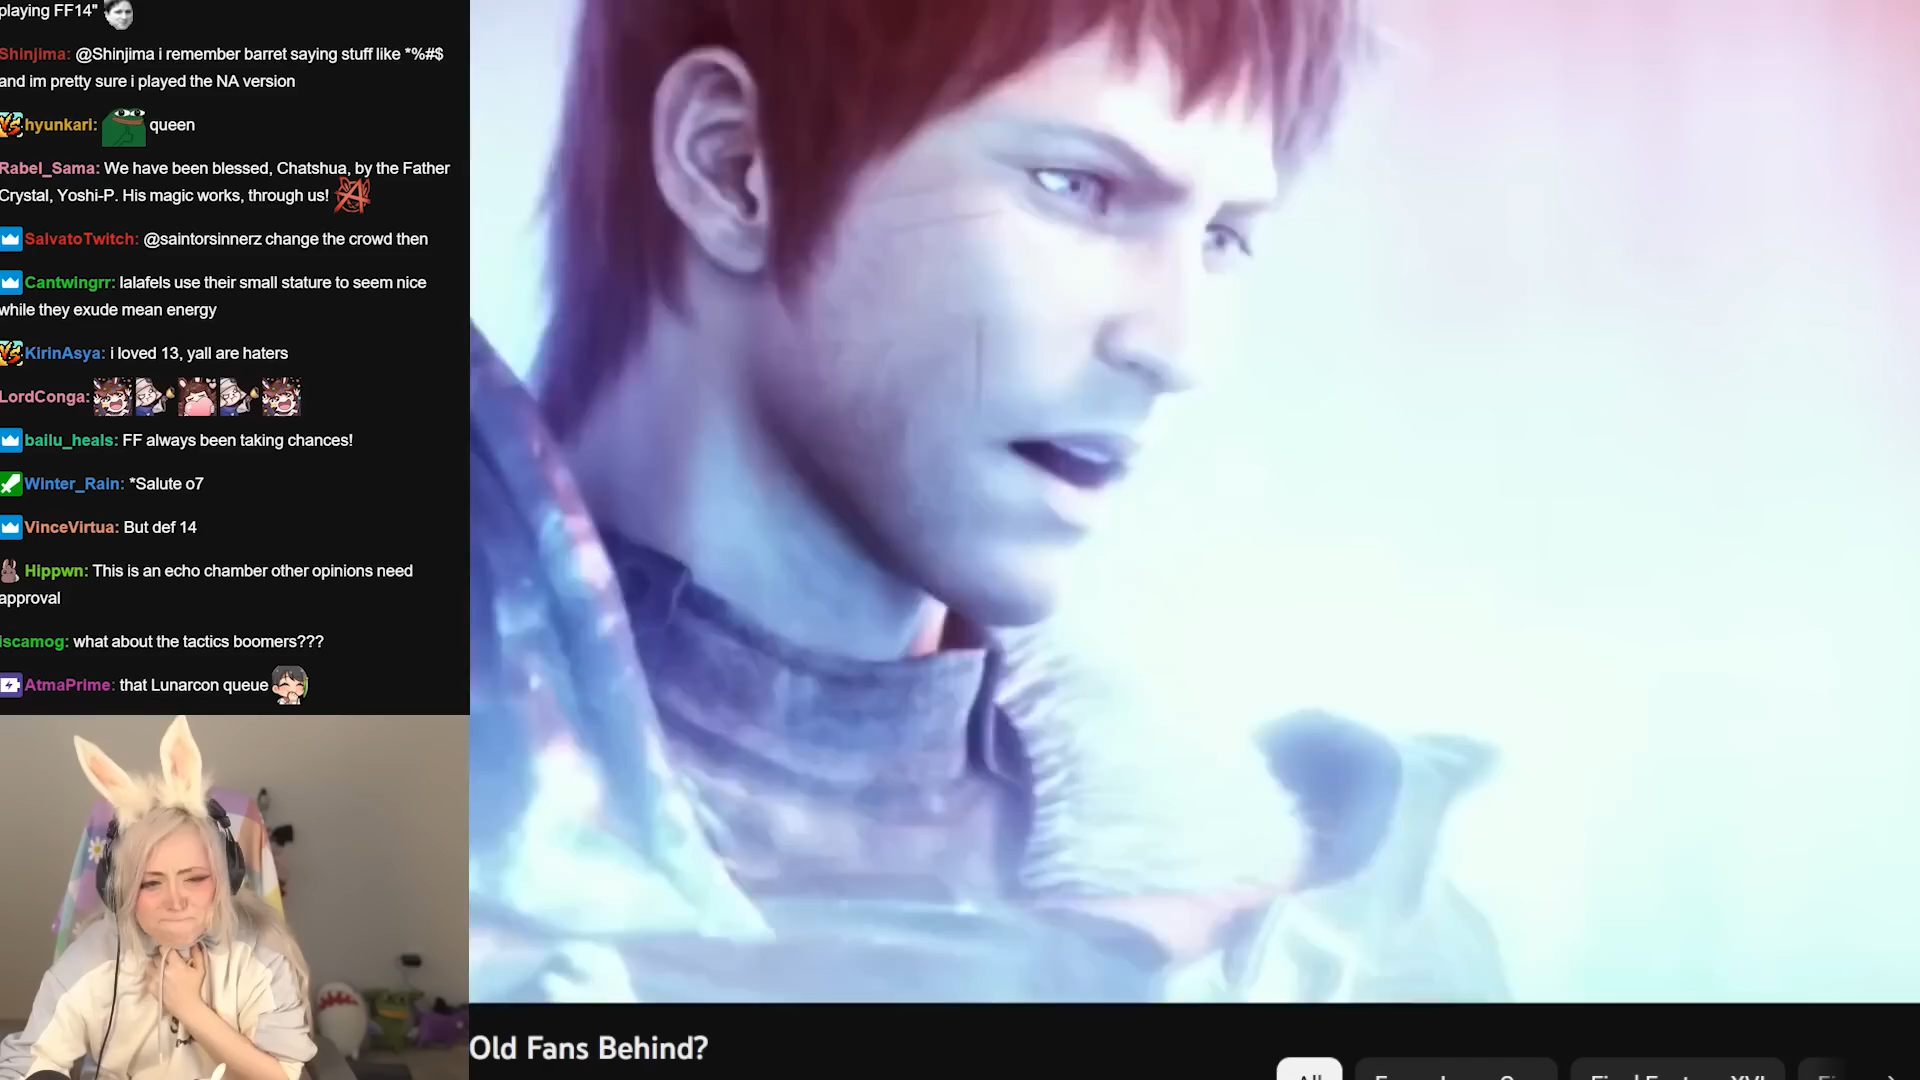 playing FF14"
Shinjima: @Shinjima i remember barret saying stuff like *%#$
and im pretty sure i played the NA version
hyunkari: queen
Rabel_Sama: We have been blessed, Chatshua, by the Father
Crystal, Yoshi-P. His magic works, through us!
SalvatoTwitch: @saintorsinnerz change the crowd then
Cantwingrr: lalafels use their small stature to seem nice
while they exude mean energy
KirinAsya: i loved 13, yall are haters
LordConga:
bailu_heals: FF always been taking chances!
Winter_Rain: *Salute o7
VinceVirtua: But def 14
Hippwn: This is an echo chamber other opinions need
approval
iscamog: what about the tactics boomers???
AtmaPrime: that Lunarcon queue
Old Fans Behind?
All